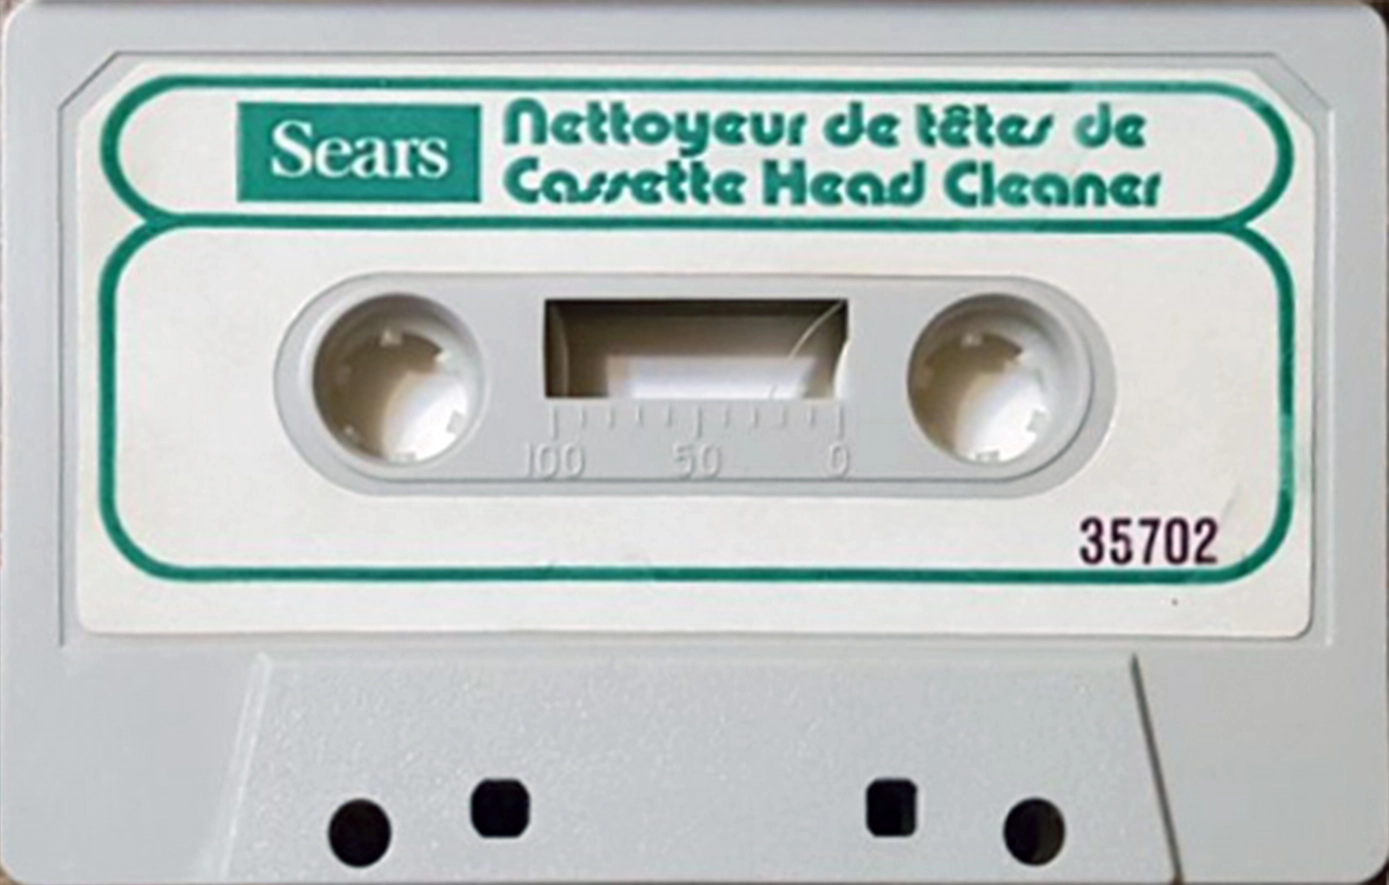 Sears
Nettoyeur de têtes de
Cassette Head Cleaner
100 50 0
35702